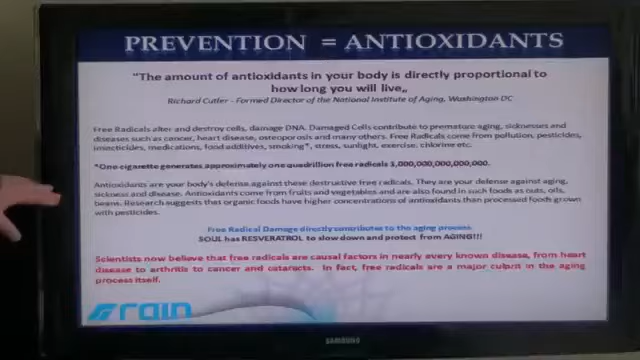 PREVENTION = ANTIOXIDANTS
"The amount of antioxidants in your body is directly proportional to
how long you will live„
Richard Cutler - Formed Director of the National Institute of Aging, Washington DC
Free Radicals alter and destroy cells, damage DNA. Damaged Cells contribute to premature aging, sicknesses and
diseases such as cancer, heart disease, osteporosis and many others. Free Radicals come from pollution, pesticides,
insecticides, medications, food additives, smoking*, stress, sunlight, exercise, chlorine etc.
*One cigarette generates approximately one quadrillion free radicals 1,000,000,000,000,000.
Antioxidants are your body's defense against these destructive free radicals. They are your defense against aging,
sickness and disease. Antioxidants come from fruits and vegetables and are also found in such foods as nuts, oils,
beans. Research suggests that organic foods have higher concentrations of antioxidants than processed foods grown
with pesticides.
Free Radical Damage directly contributes to the aging process.
SOUL has RESVERATROL to slow down and protect from AGING!!!
Scientists now believe that free radicals are causal factors in nearly every known disease, from heart
disease to arthritis to cancer and cataracts. In fact, free radicals are a major culprit in the aging
process itself.
rain
SAMSUNG